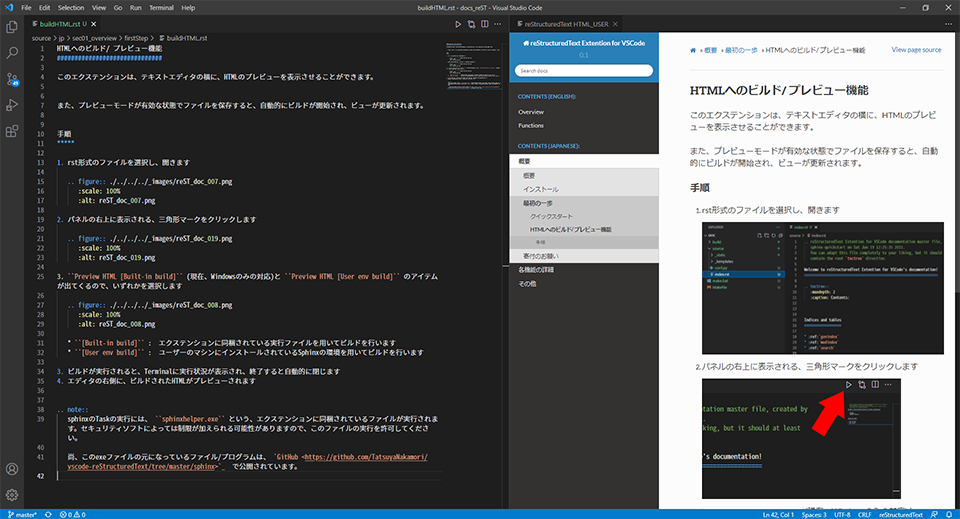 File Edit Selection View Go Run Terminal Help
buildHTML.rst - docs_reST - Visual Studio Code
buildHTML.rst U ×
source > jp > sec01_overview > firstStep > buildHTML.rst
1 HTMLへのビルド/ プレビュー機能
2 ##############################
3
4 このエクステンションは、テキストエディタの横に、HTMLのプレビューを表示させることができます。
5
6
7 また、プレビューモードが有効な状態でファイルを保存すると、自動的にビルドが開始され、ビューが更新されます。
8
9
10 手順
11 *****
12
13 1. rst形式のファイルを選択し、開きます
14
15 .. figure:: ./../../../_images/reST_doc_007.png
16 :scale: 100%
17 :alt: reST_doc_007.png
18
19 2. パネルの右上に表示される、三角形マークをクリックします
20
21 .. figure:: ./../../../_images/reST_doc_019.png
22 :scale: 100%
23 :alt: reST_doc_019.png
24
25 3. ``Preview HTML [Built-in build]`` (現在、Windowsのみの対応)と ``Preview HTML [User env build]`` のアイテムが出てくるので、いずれかを選択します
26
27 .. figure:: ./../../../_images/reST_doc_008.png
28 :scale: 100%
29 :alt: reST_doc_008.png
30
31 * ``[Built-in build]`` : エクステンションに同梱されている実行ファイルを用いてビルドを行います
32 * ``[User env build]`` : ユーザーのマシンにインストールされているSphinxの環境を用いてビルドを行います
33
34 3. ビルドが実行されると、Terminalに実行状況が表示され、終了すると自動的に閉じます
35 4. エディタの右側に、ビルドされたHTMLがプレビューされます
36
37
38 .. note::
39 sphinxのTaskの実行には、 ``sphinxhelper.exe`` という、エクステンションに同梱されているファイルが実行されます。セキュリティソフトによっては制限が加えられる可能性がありますので、このファイルの実行を許可してください。
40
41 尚、このexeファイルの元になっているファイル/プログラムは、 `GitHub <https://github.com/TatsuyaNakamori/vscode-reStructuredText/tree/master/sphinx>`_ で公開されています。
42
reStructuredText HTML_USER ×
reStructuredText Extention for VSCode
0.1
Search docs
CONTENTS (ENGLISH):
Overview
Functions
CONTENTS (JAPANESE):
概要
概要
インストール
最初の一歩
クイックスタート
HTMLへのビルド/プレビュー機能
手順
寄付のお願い
各機能の詳細
その他
» 概要 » 最初の一歩 » HTMLへのビルド/ プレビュー機能
View page source
HTMLへのビルド/ プレビュー機能
このエクステンションは、テキストエディタの横に、HTMLのプレビューを表示させることができます。
また、プレビューモードが有効な状態でファイルを保存すると、自動的にビルドが開始され、ビューが更新されます。
手順
1.rst形式のファイルを選択し、開きます
Welcome to reStructuredText Extention for VSCode's documentation!
.. toctree::
:maxdepth: 2
:caption: Contents:
Indices and tables
* :ref:`genindex`
* :ref:`modindex`
* :ref:`search`
2.パネルの右上に表示される、三角形マークをクリックします
ntation master file, created by
king, but it should at least
's documentation!
master*
0 0
Ln 42, Col 1
Spaces: 3
UTF-8
CRLF
reStructuredText